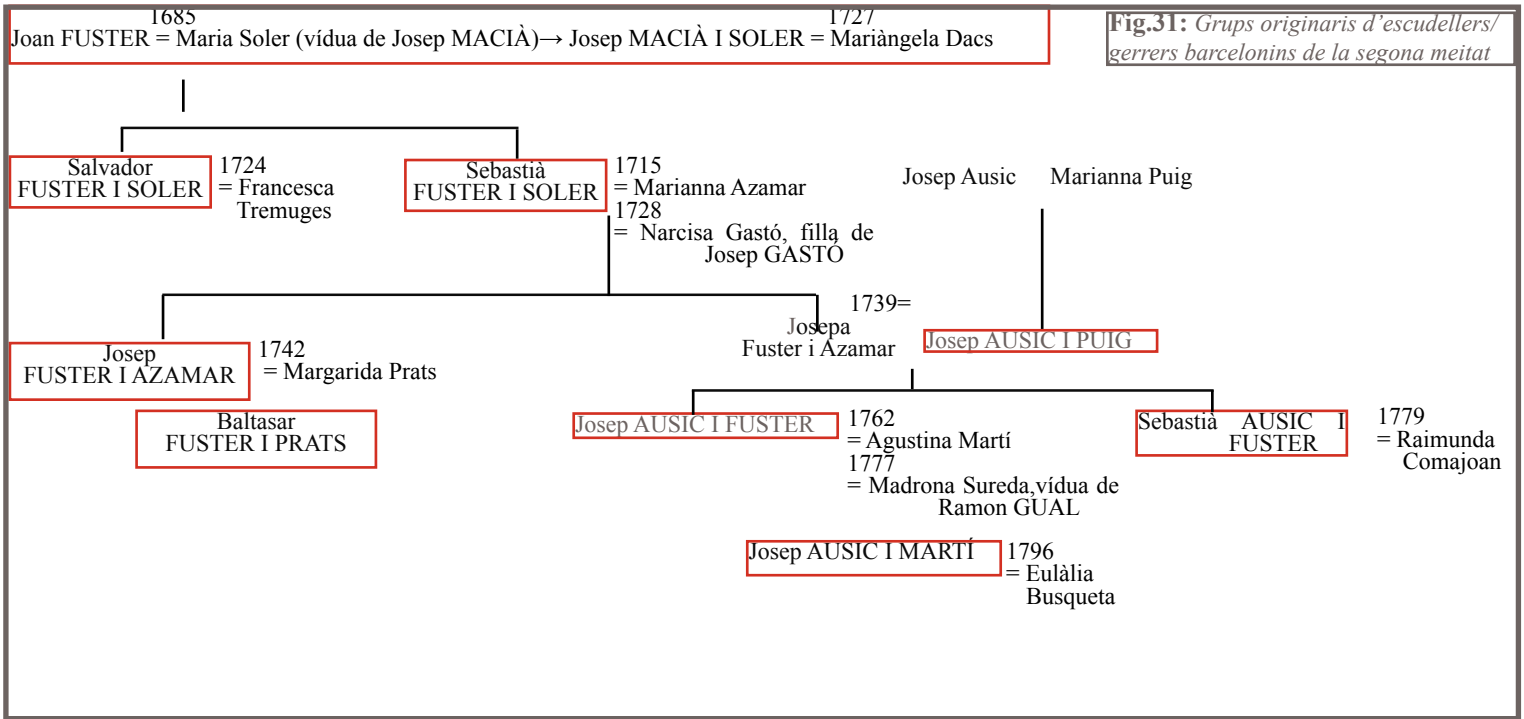 1685
1727
Joan FUSTER = Maria Soler (vídua de Josep MACIÀ)→ Josep MACIÀ I SOLER = Mariàngela Dacs
Fig.31: Grups originaris d'escudellers/
gerrers barcelonins de la segona meitat
Salvador
FUSTER I SOLER
1724
= Francesca
Tremuges
Sebastià
FUSTER I SOLER
1715
= Marianna Azamar
1728
= Narcisa Gastó, filla de
Josep GASTÓ
Josep Ausic
Marianna Puig
Josep
FUSTER I AZAMAR
1742
= Margarida Prats
1739=
Josepa
Fuster i Azamar
Josep AUSIC I PUIG
Baltasar
FUSTER I PRATS
Josep AUSIC I FUSTER
1762
= Agustina Martí
1777
= Madrona Sureda,vídua de
Ramon GUAL
Sebastià AUSIC I
FUSTER
1779
= Raimunda
Comajoan
Josep AUSIC I MARTÍ
1796
= Eulàlia
Busqueta